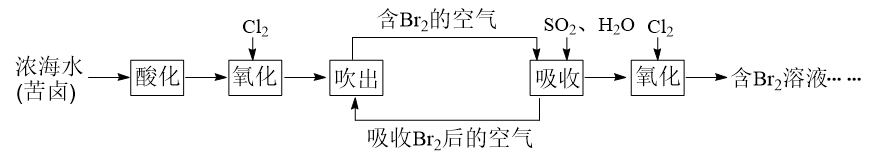 含Br₂的空气
SO₂、H₂O
Cl₂
Cl₂
浓海水
(苦卤)
酸化
氧化
吹出
吸收
氧化
含Br₂溶液……
吸收Br₂后的空气